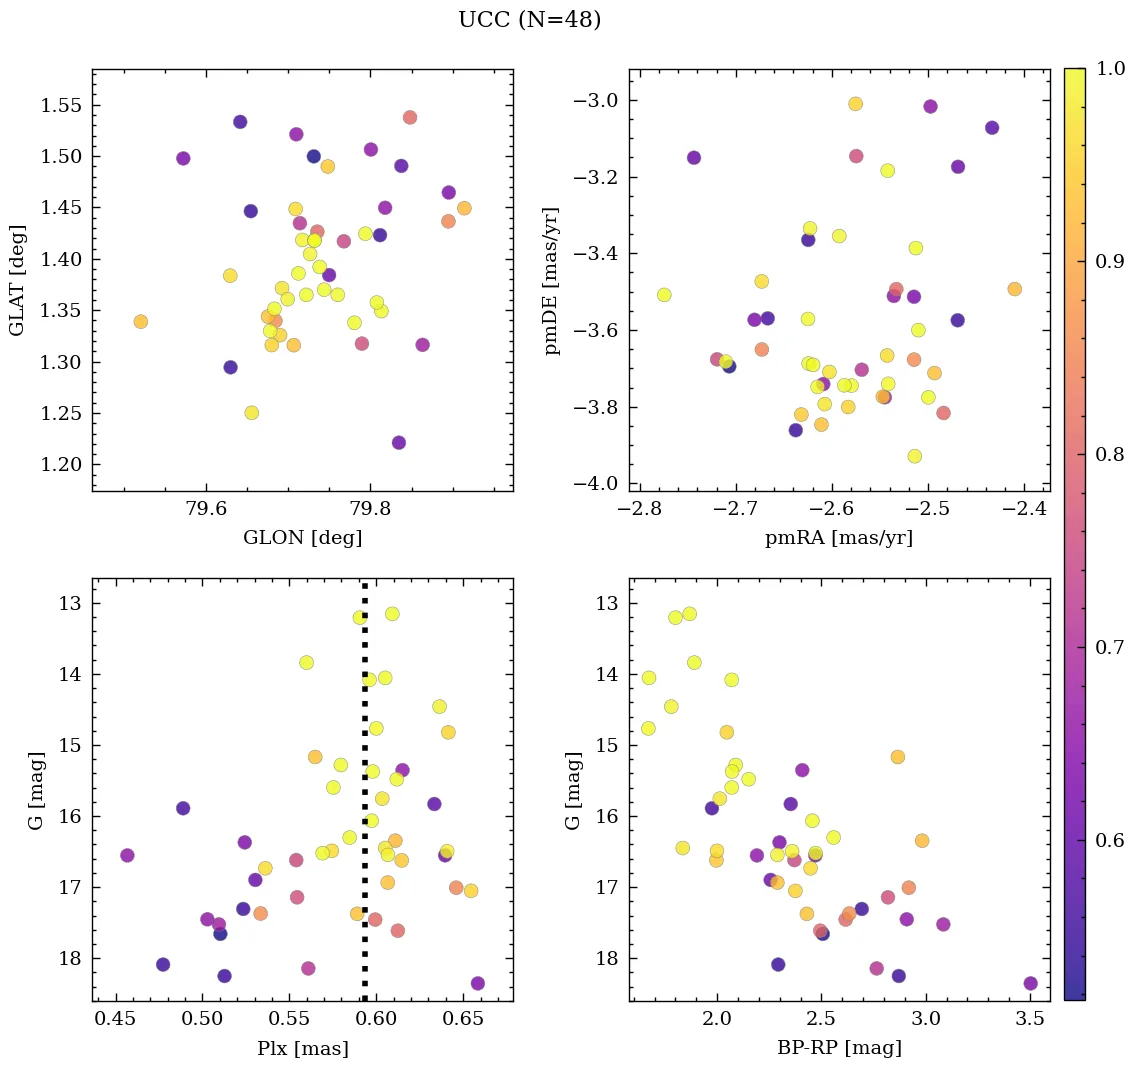 UCC (N=48)
1.55
1.50
1.45
1.40
1.35
1.30
1.25
1.20
GLAT [deg]
79.6 79.8
GLON [deg]
−3.0
−3.2
−3.4
−3.6
−3.8
−4.0
pmDE [mas/yr]
−2.8 −2.7 −2.6 −2.5 −2.4
pmRA [mas/yr]
1.0
0.9
0.8
0.7
0.6
13
14
15
16
17
18
G [mag]
0.45 0.50 0.55 0.60 0.65
Plx [mas]
13
14
15
16
17
18
G [mag]
2.0 2.5 3.0 3.5
BP-RP [mag]